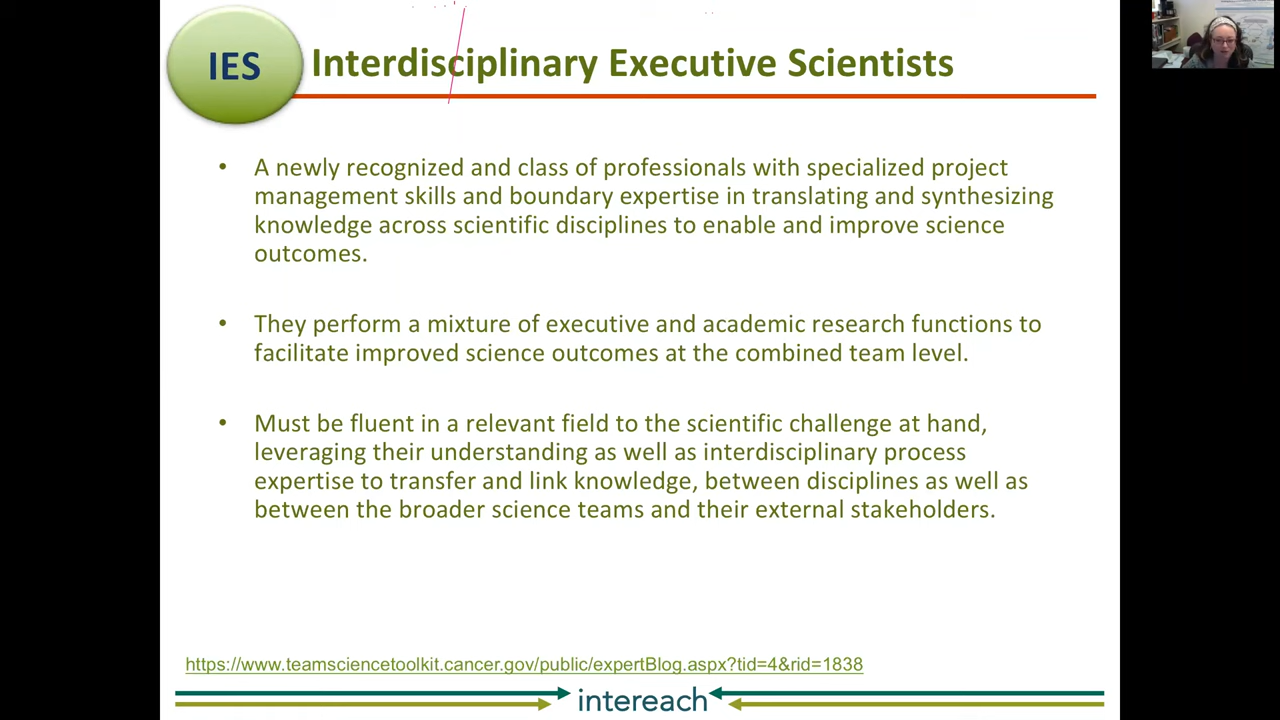 IES
Interdisciplinary Executive Scientists
• A newly recognized and class of professionals with specialized project
management skills and boundary expertise in translating and synthesizing
knowledge across scientific disciplines to enable and improve science
outcomes.
• They perform a mixture of executive and academic research functions to
facilitate improved science outcomes at the combined team level.
• Must be fluent in a relevant field to the scientific challenge at hand,
leveraging their understanding as well as interdisciplinary process
expertise to transfer and link knowledge, between disciplines as well as
between the broader science teams and their external stakeholders.
https://www.teamsciencetoolkit.cancer.gov/public/expertBlog.aspx?tid=4&rid=1838
intereach